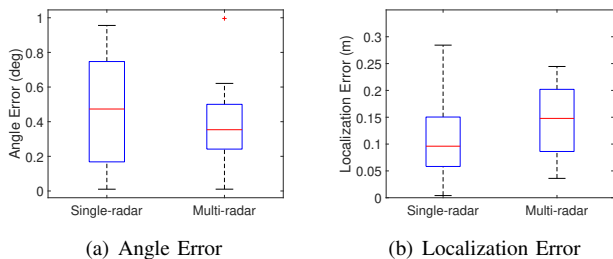 1
0.8
0.6
0.4
0.2
0
Angle Error (deg)
Single-radar Multi-radar
(a) Angle Error
0.3
0.25
0.2
0.15
0.1
0.05
0
Localization Error (m)
Single-radar Multi-radar
(b) Localization Error